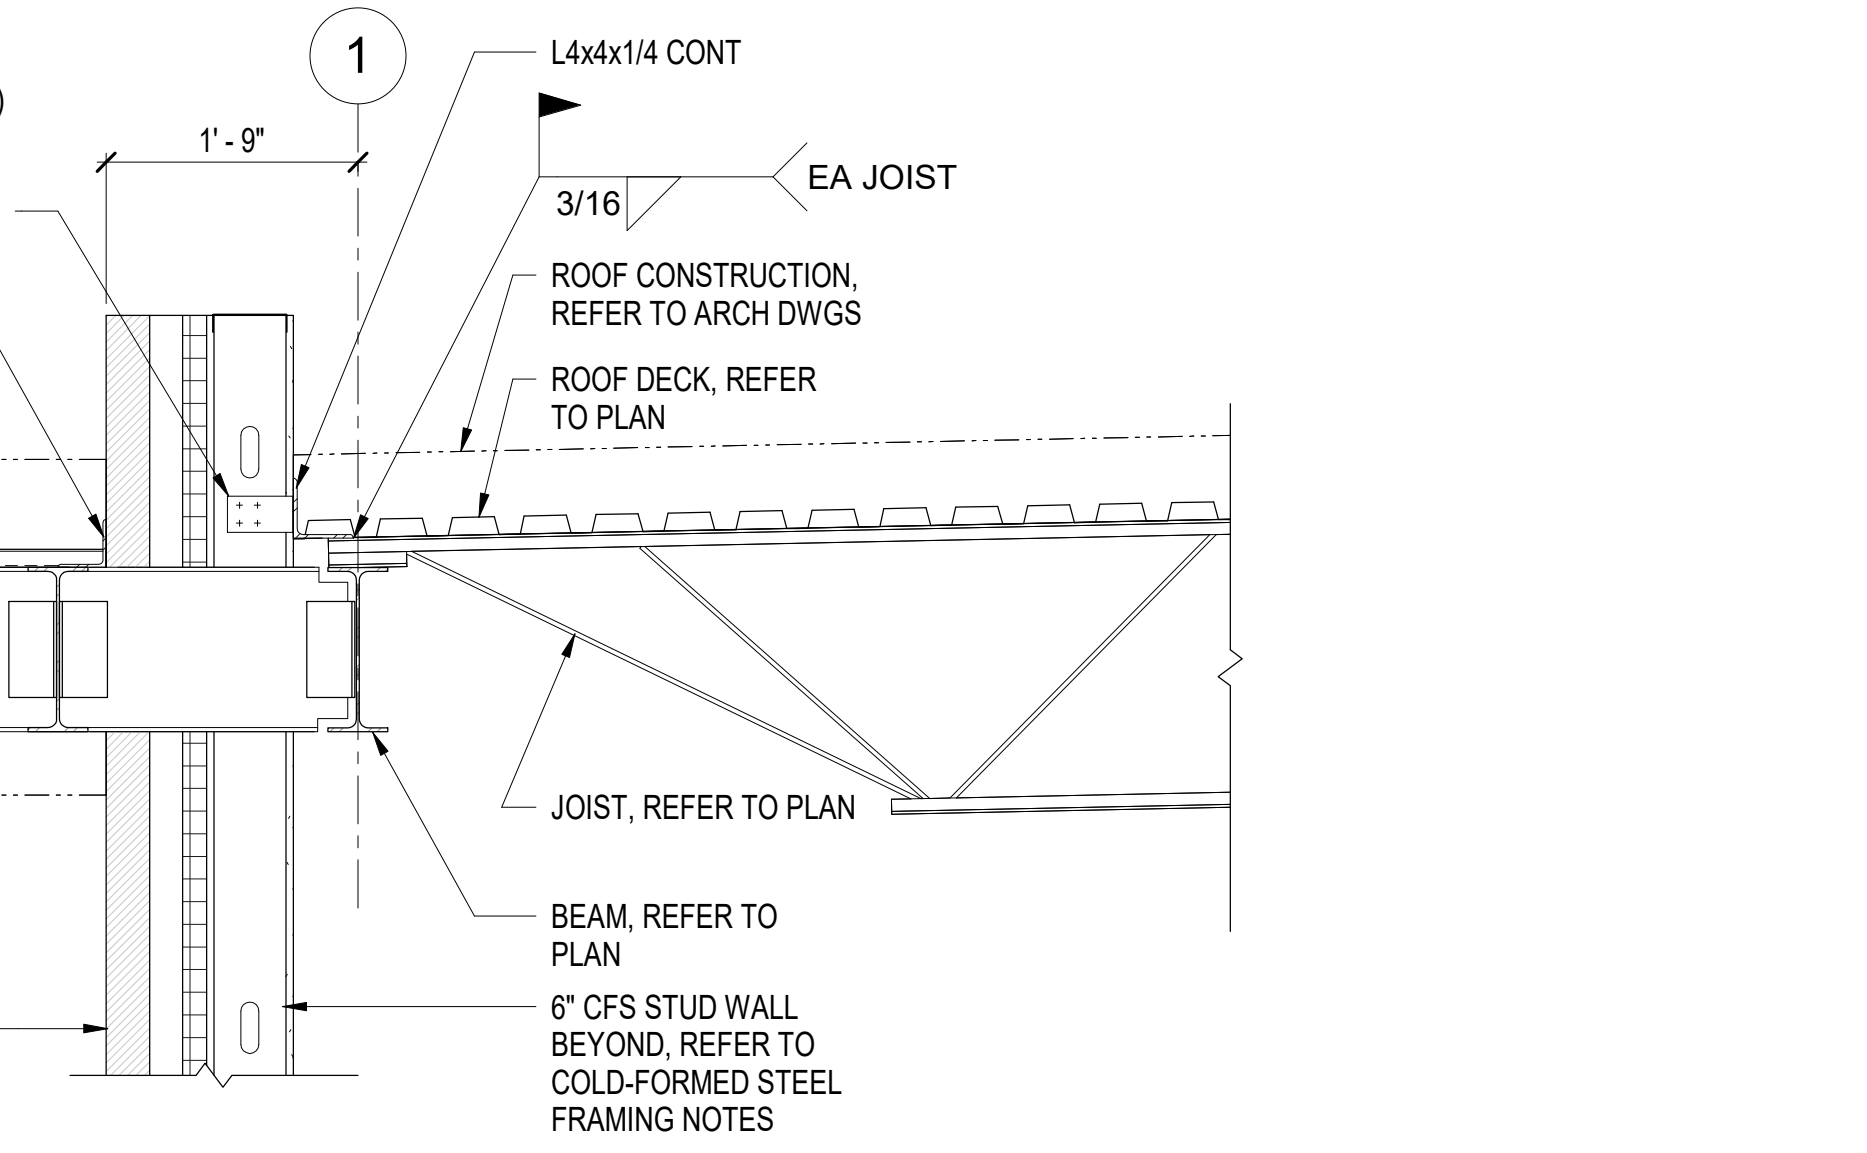 1
L4x4x1/4 CONT
1' - 9"
3/16
EA JOIST
ROOF CONSTRUCTION,
REFER TO ARCH DWGS
ROOF DECK, REFER
TO PLAN
JOIST, REFER TO PLAN
BEAM, REFER TO
PLAN
6" CFS STUD WALL
BEYOND, REFER TO
COLD-FORMED STEEL
FRAMING NOTES